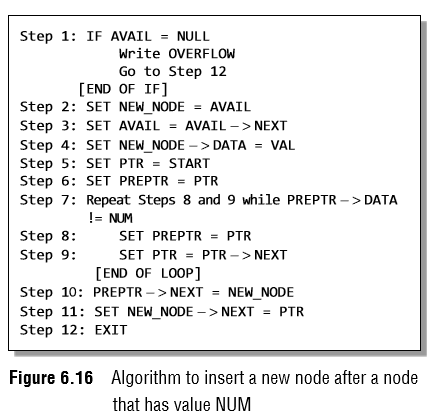 Step 1: IF AVAIL = NULL
Write OVERFLOW
Go to Step 12
[END OF IF]
Step 2: SET NEW_NODE = AVAIL
Step 3: SET AVAIL = AVAIL->NEXT
Step 4: SET NEW_NODE->DATA = VAL
Step 5: SET PTR = START
Step 6: SET PREPTR = PTR
Step 7: Repeat Steps 8 and 9 while PREPTR->DATA
!= NUM
Step 8: SET PREPTR = PTR
Step 9: SET PTR = PTR->NEXT
[END OF LOOP]
Step 10: PREPTR->NEXT = NEW_NODE
Step 11: SET NEW_NODE->NEXT = PTR
Step 12: EXIT
Figure 6.16 Algorithm to insert a new node after a node
that has value NUM